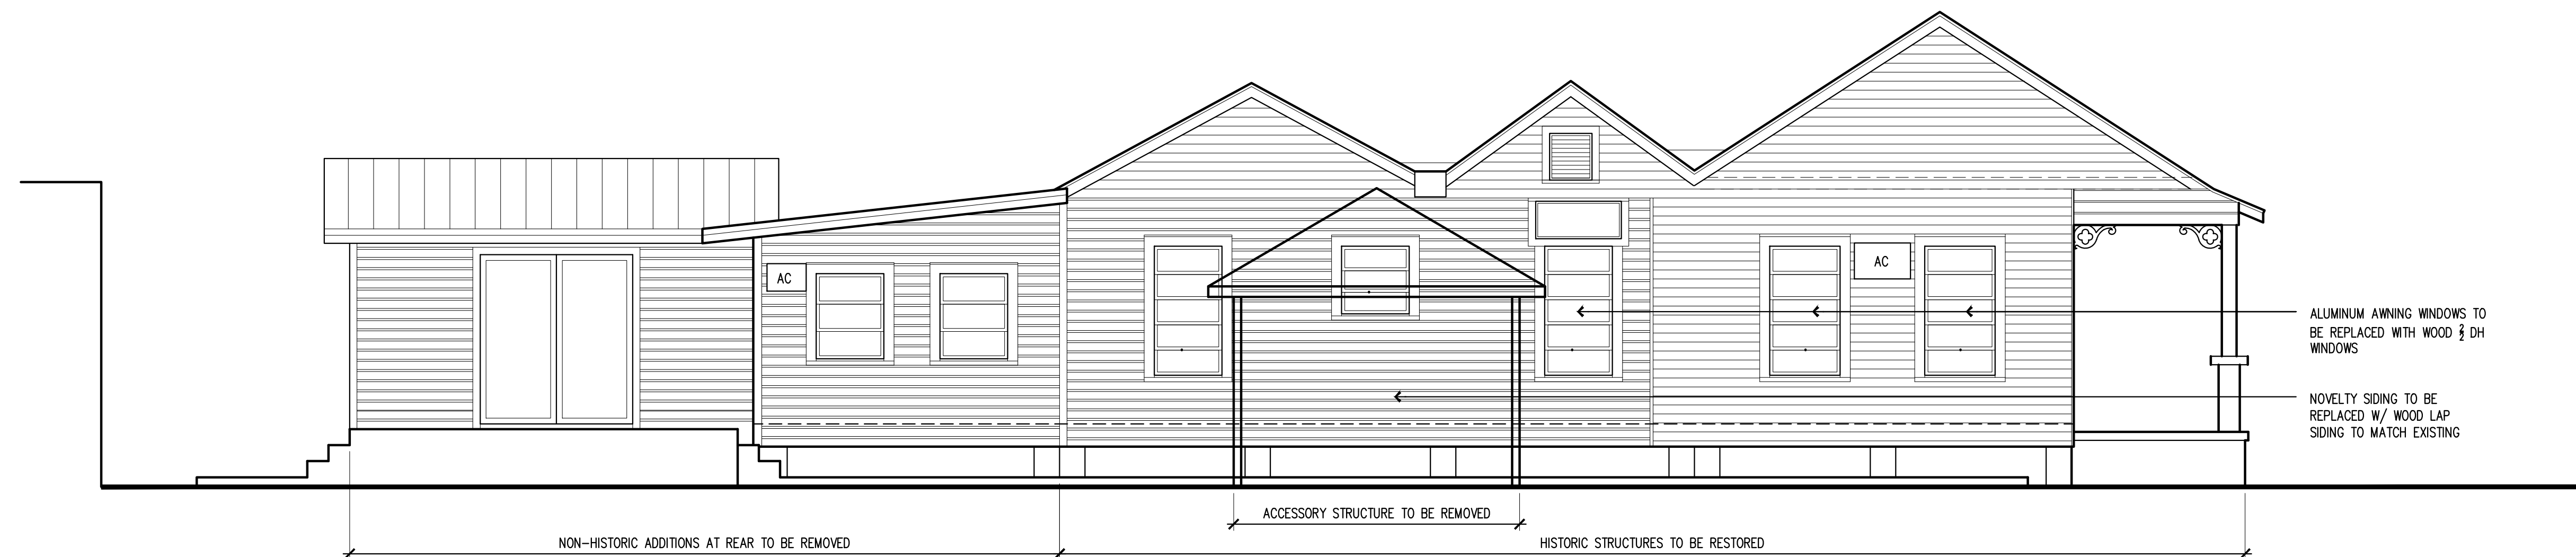 AC
AC
ALUMINUM AWNING WINDOWS TO
BE REPLACED WITH WOOD 2/2 DH
WINDOWS
NOVELTY SIDING TO BE
REPLACED W/ WOOD LAP
SIDING TO MATCH EXISTING
ACCESSORY STRUCTURE TO BE REMOVED
NON-HISTORIC ADDITIONS AT REAR TO BE REMOVED
HISTORIC STRUCTURES TO BE RESTORED